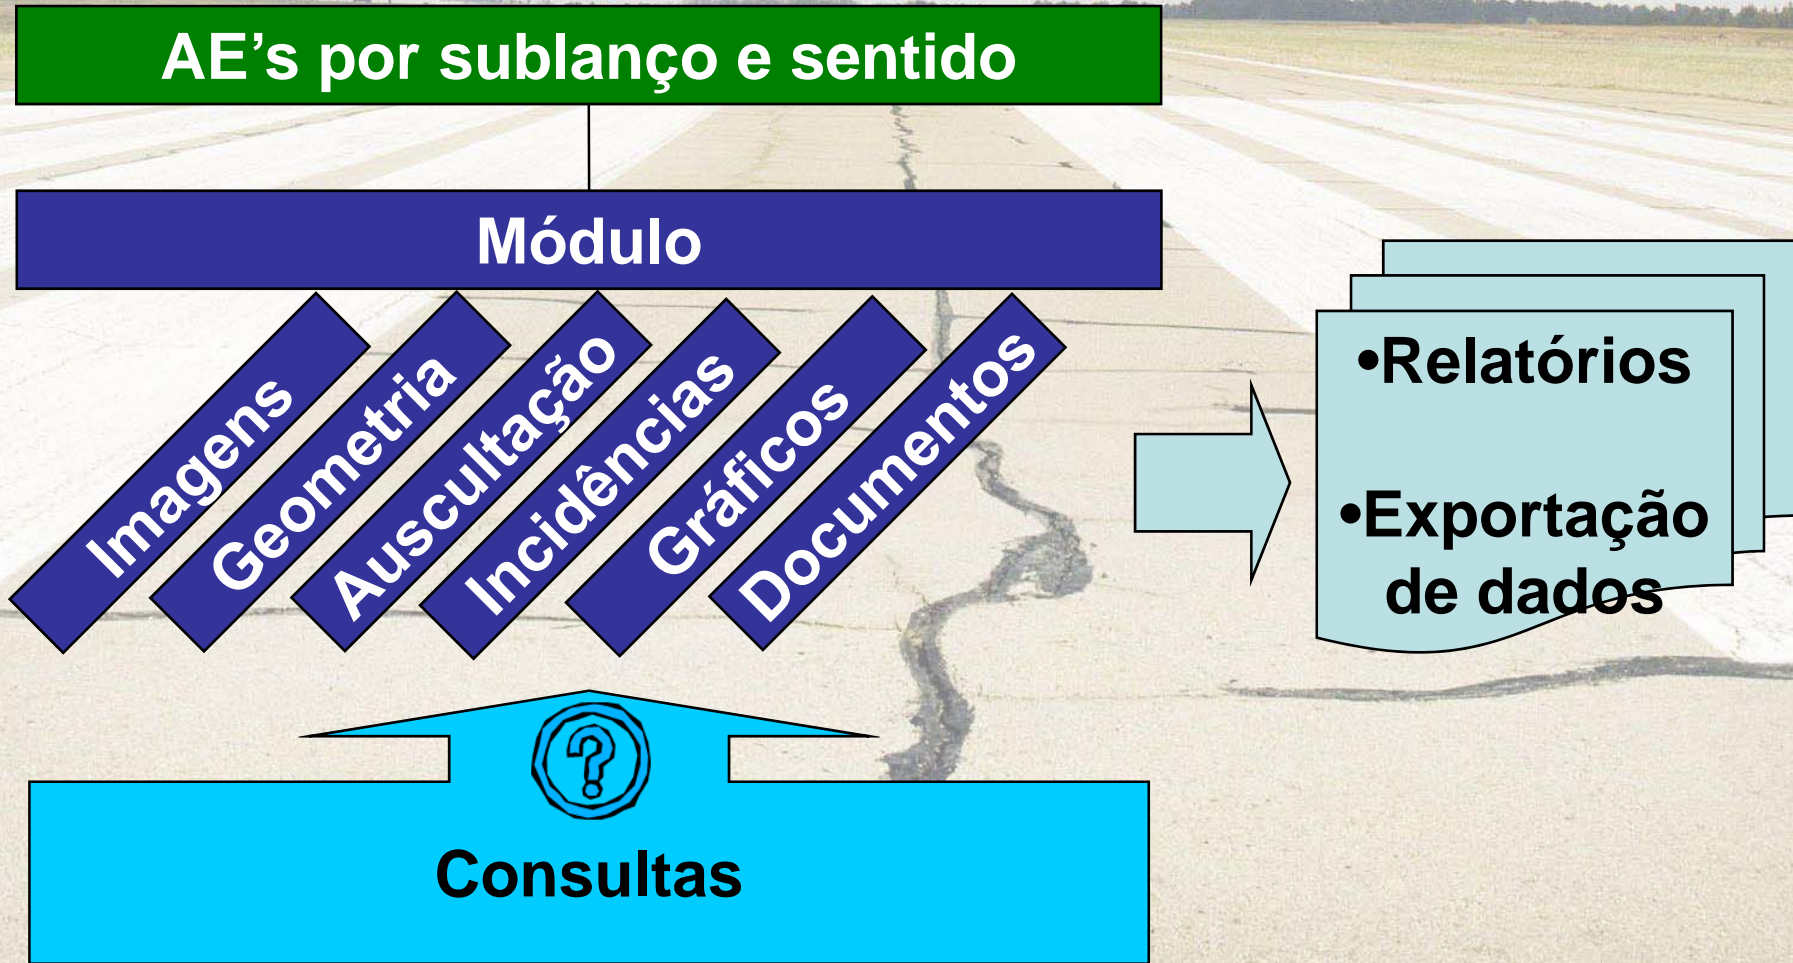 AE’s por sublanço e sentido
Módulo
Imagens
Geometria
Auscultação
Incidências
Gráficos
Documentos
•Relatórios
•Exportação
de dados
?
Consultas